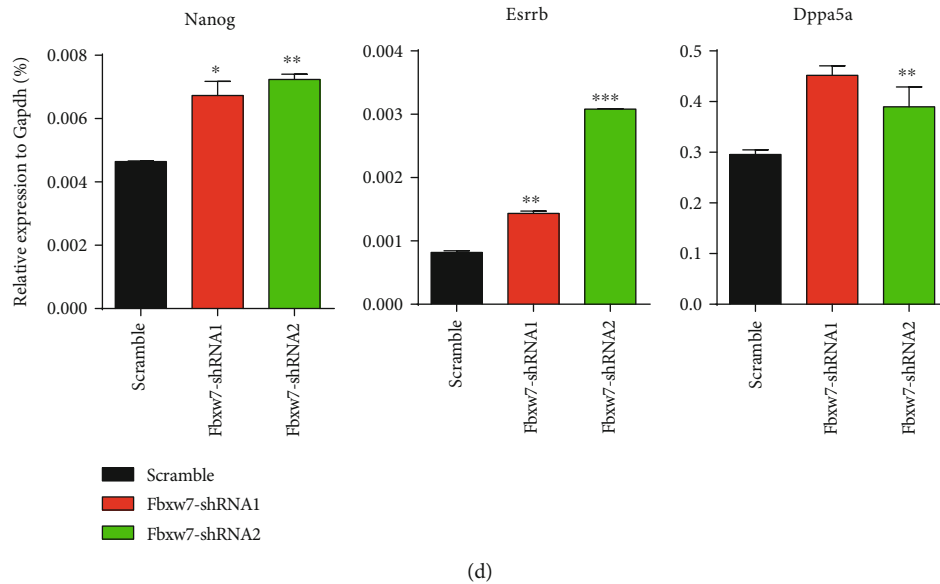 Nanog
Relative expression to Gapdh (%)
0.008
0.006
0.004
0.002
0.000
*
**
Scramble
Fbxw7-shRNA1
Fbxw7-shRNA2
Esrrb
0.004
0.003
0.002
0.001
0.000
**
***
Scramble
Fbxw7-shRNA1
Fbxw7-shRNA2
Dppa5a
0.5
0.4
0.3
0.2
0.1
0.0
**
Scramble
Fbxw7-shRNA1
Fbxw7-shRNA2
Scramble
Fbxw7-shRNA1
Fbxw7-shRNA2
(d)